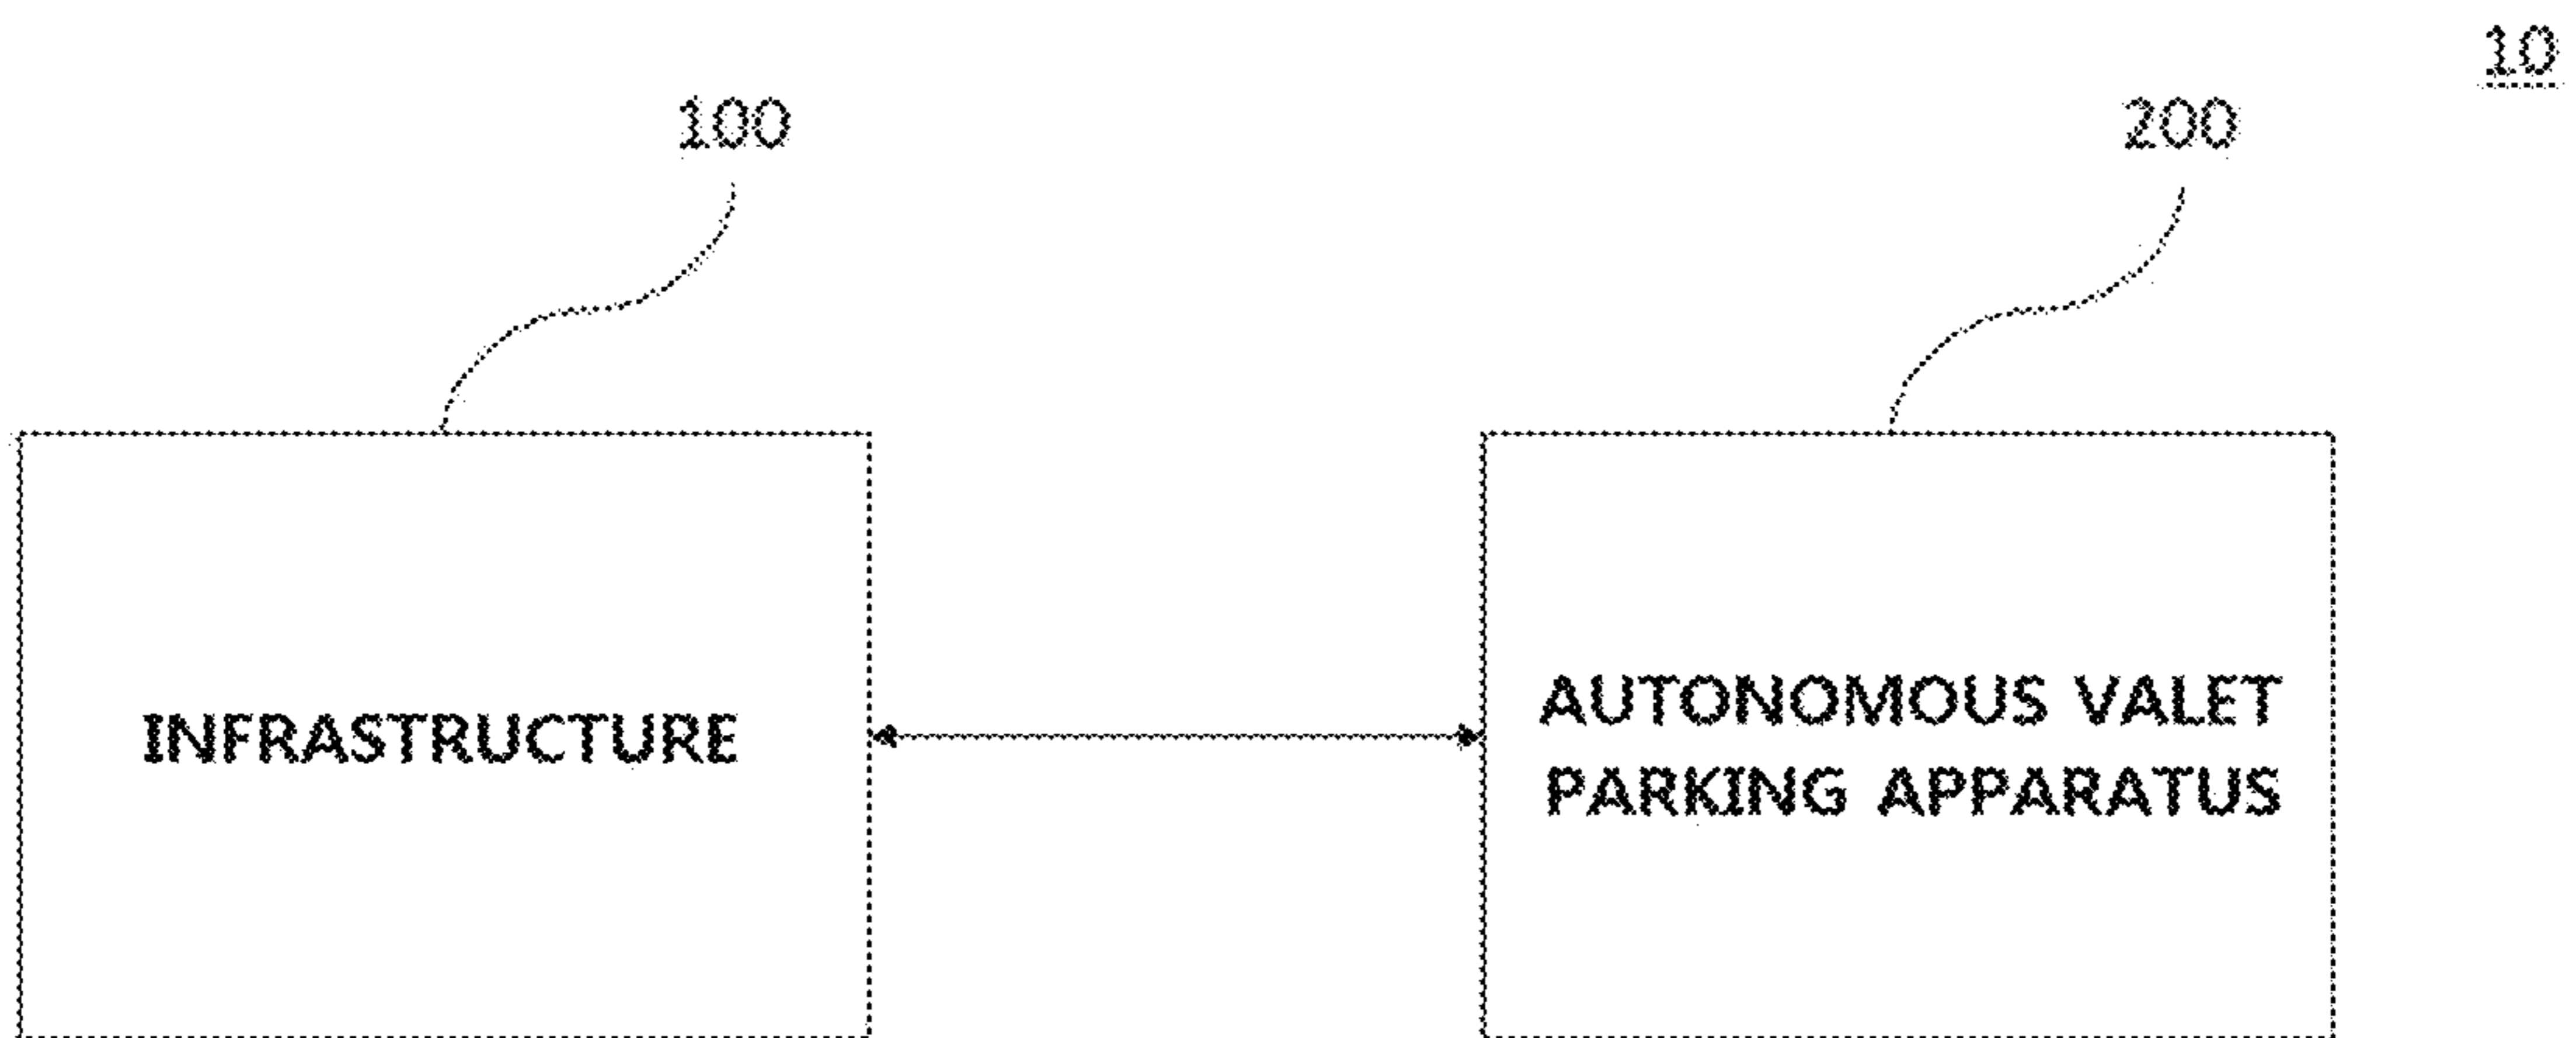 10
100
200
INFRASTRUCTURE
AUTONOMOUS VALET
PARKING APPARATUS